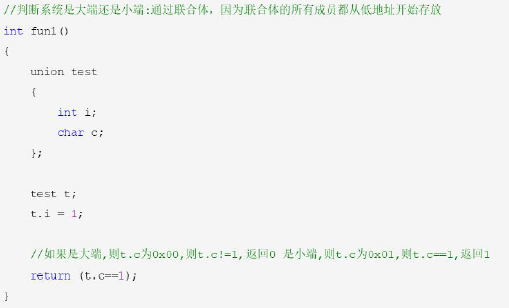 //判断系统是大端还是小端:通过联合体，因为联合体的所有成员都从低地址开始存放
int fun1()
{
    union test
    {
        int i;
        char c;
    };
    test t;
    t.i = 1;
    //如果是大端,则t.c为0x00,则t.c!=1,返回0 是小端,则t.c为0x01,则t.c==1,返回1
    return (t.c==1);
}